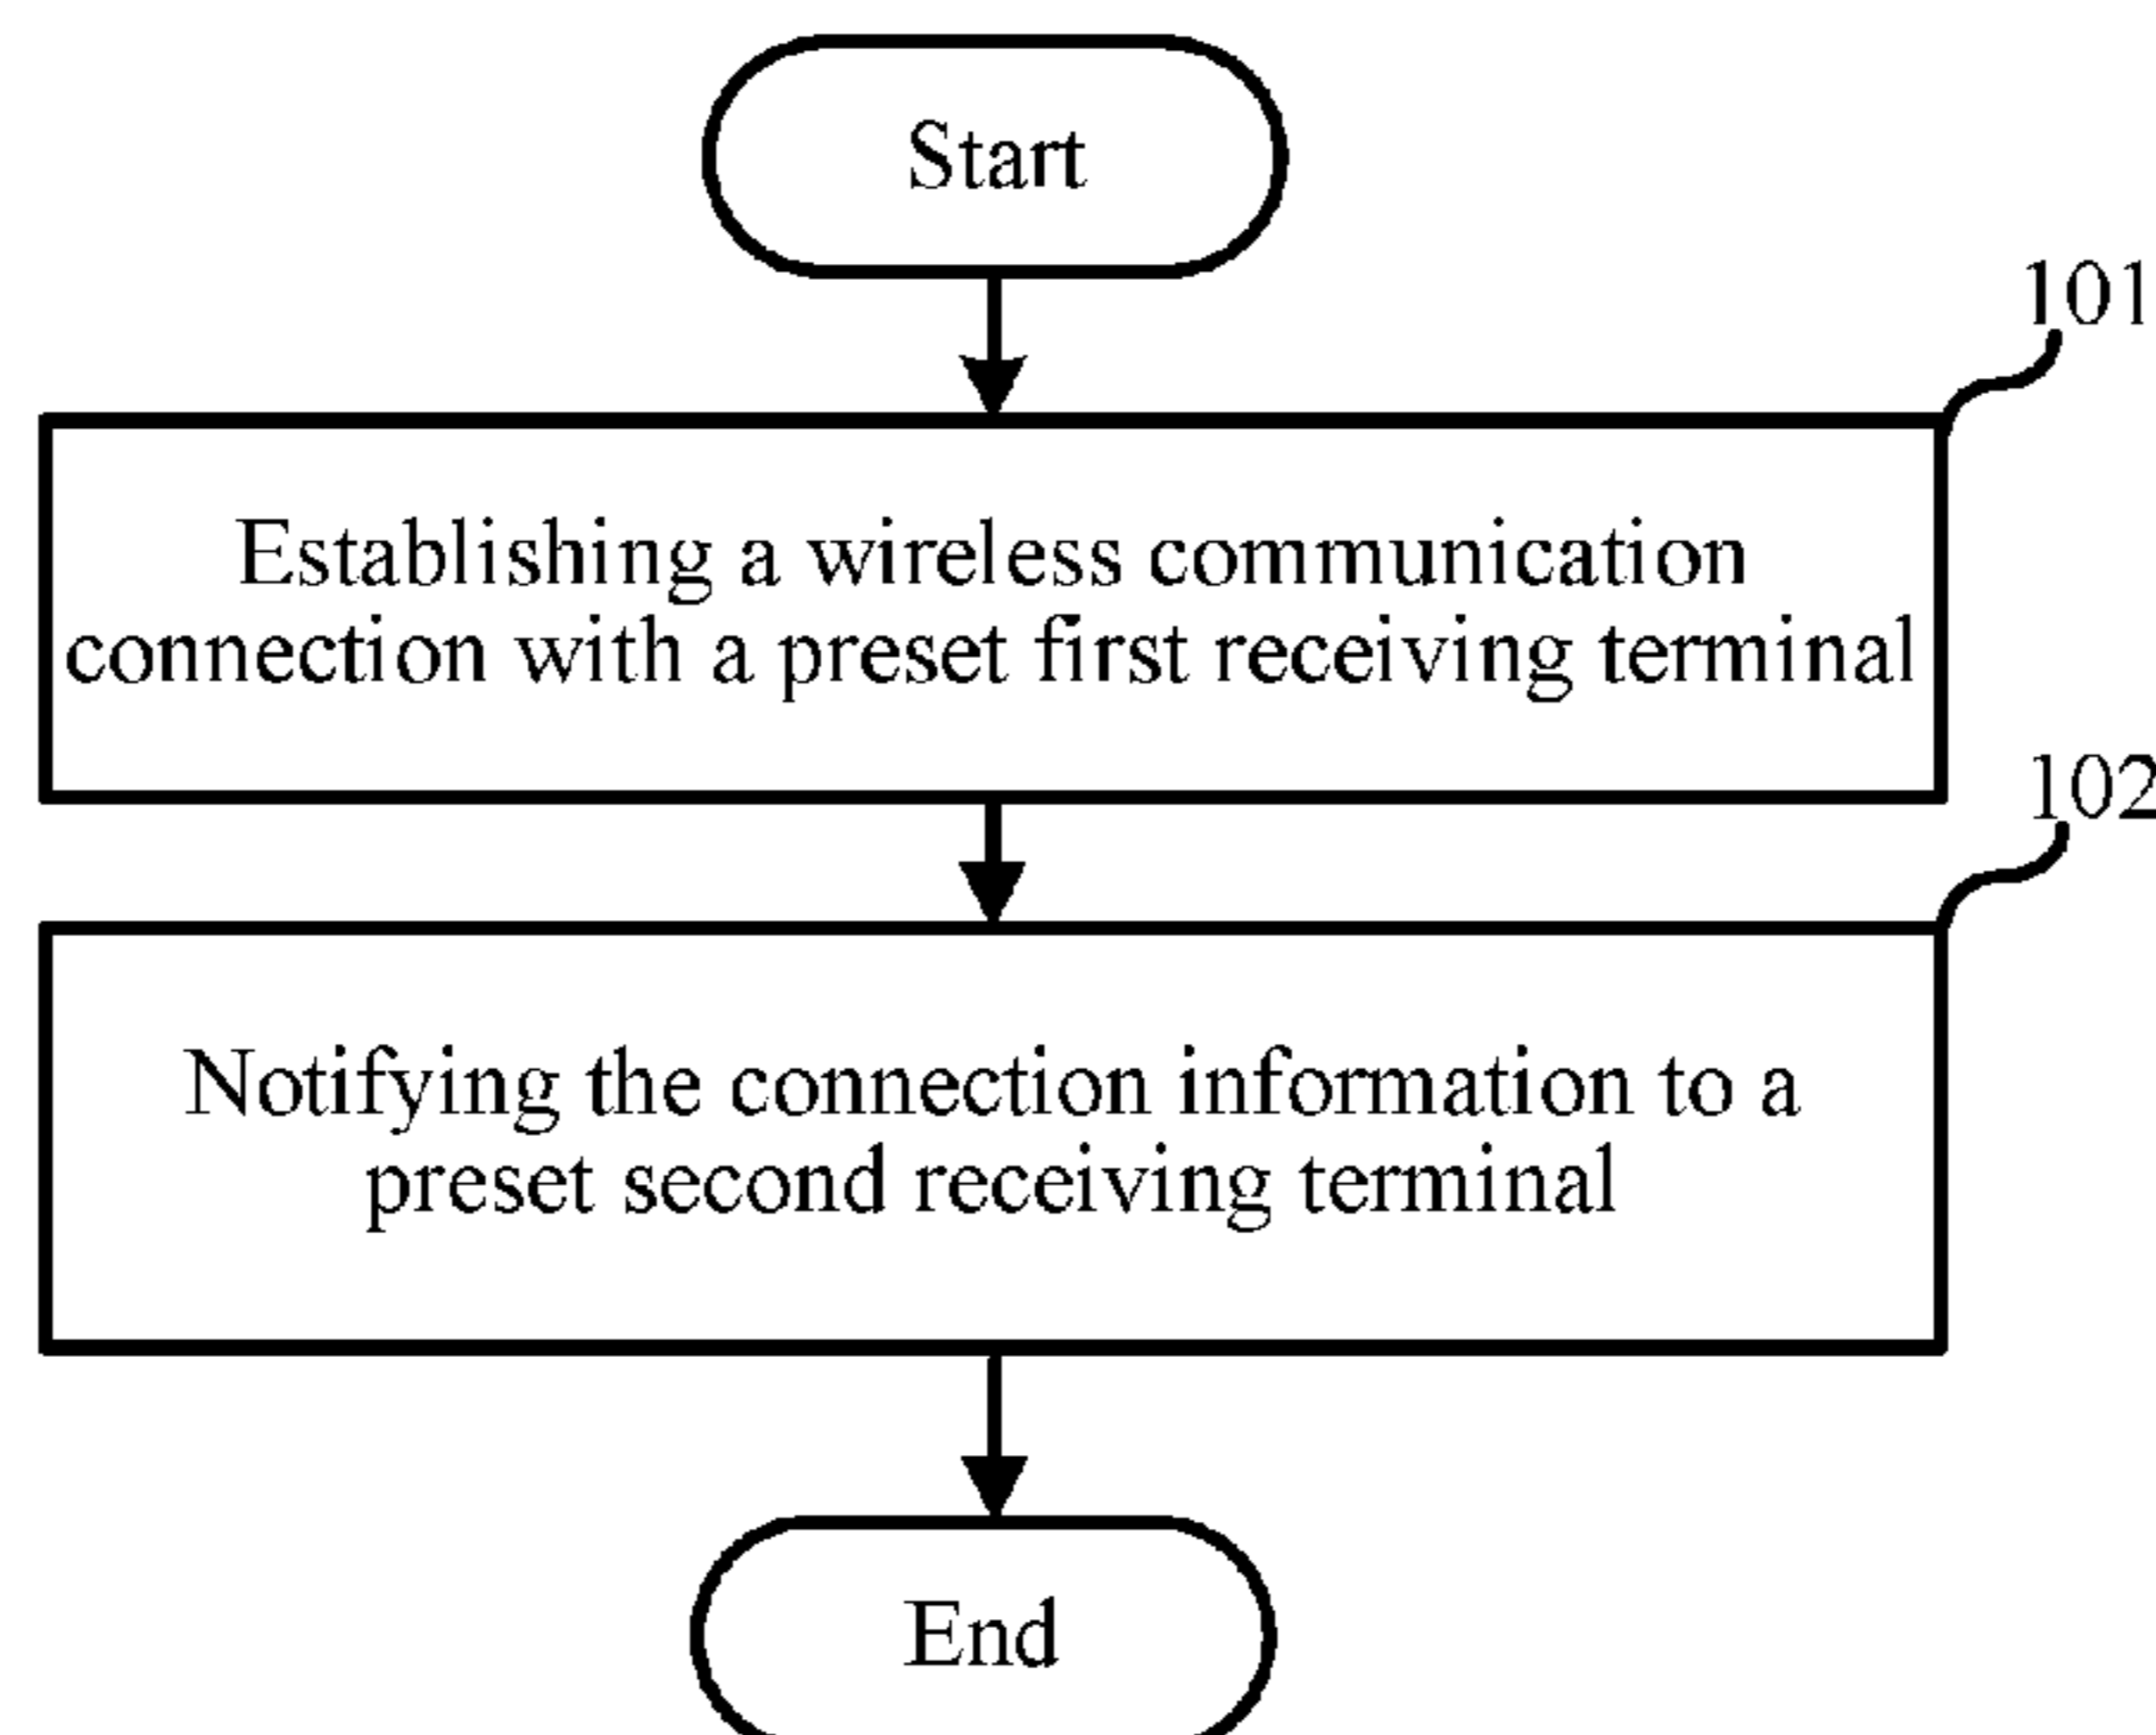 Start
101
Establishing a wireless communication
connection with a preset first receiving terminal
102
Notifying the connection information to a
preset second receiving terminal
End